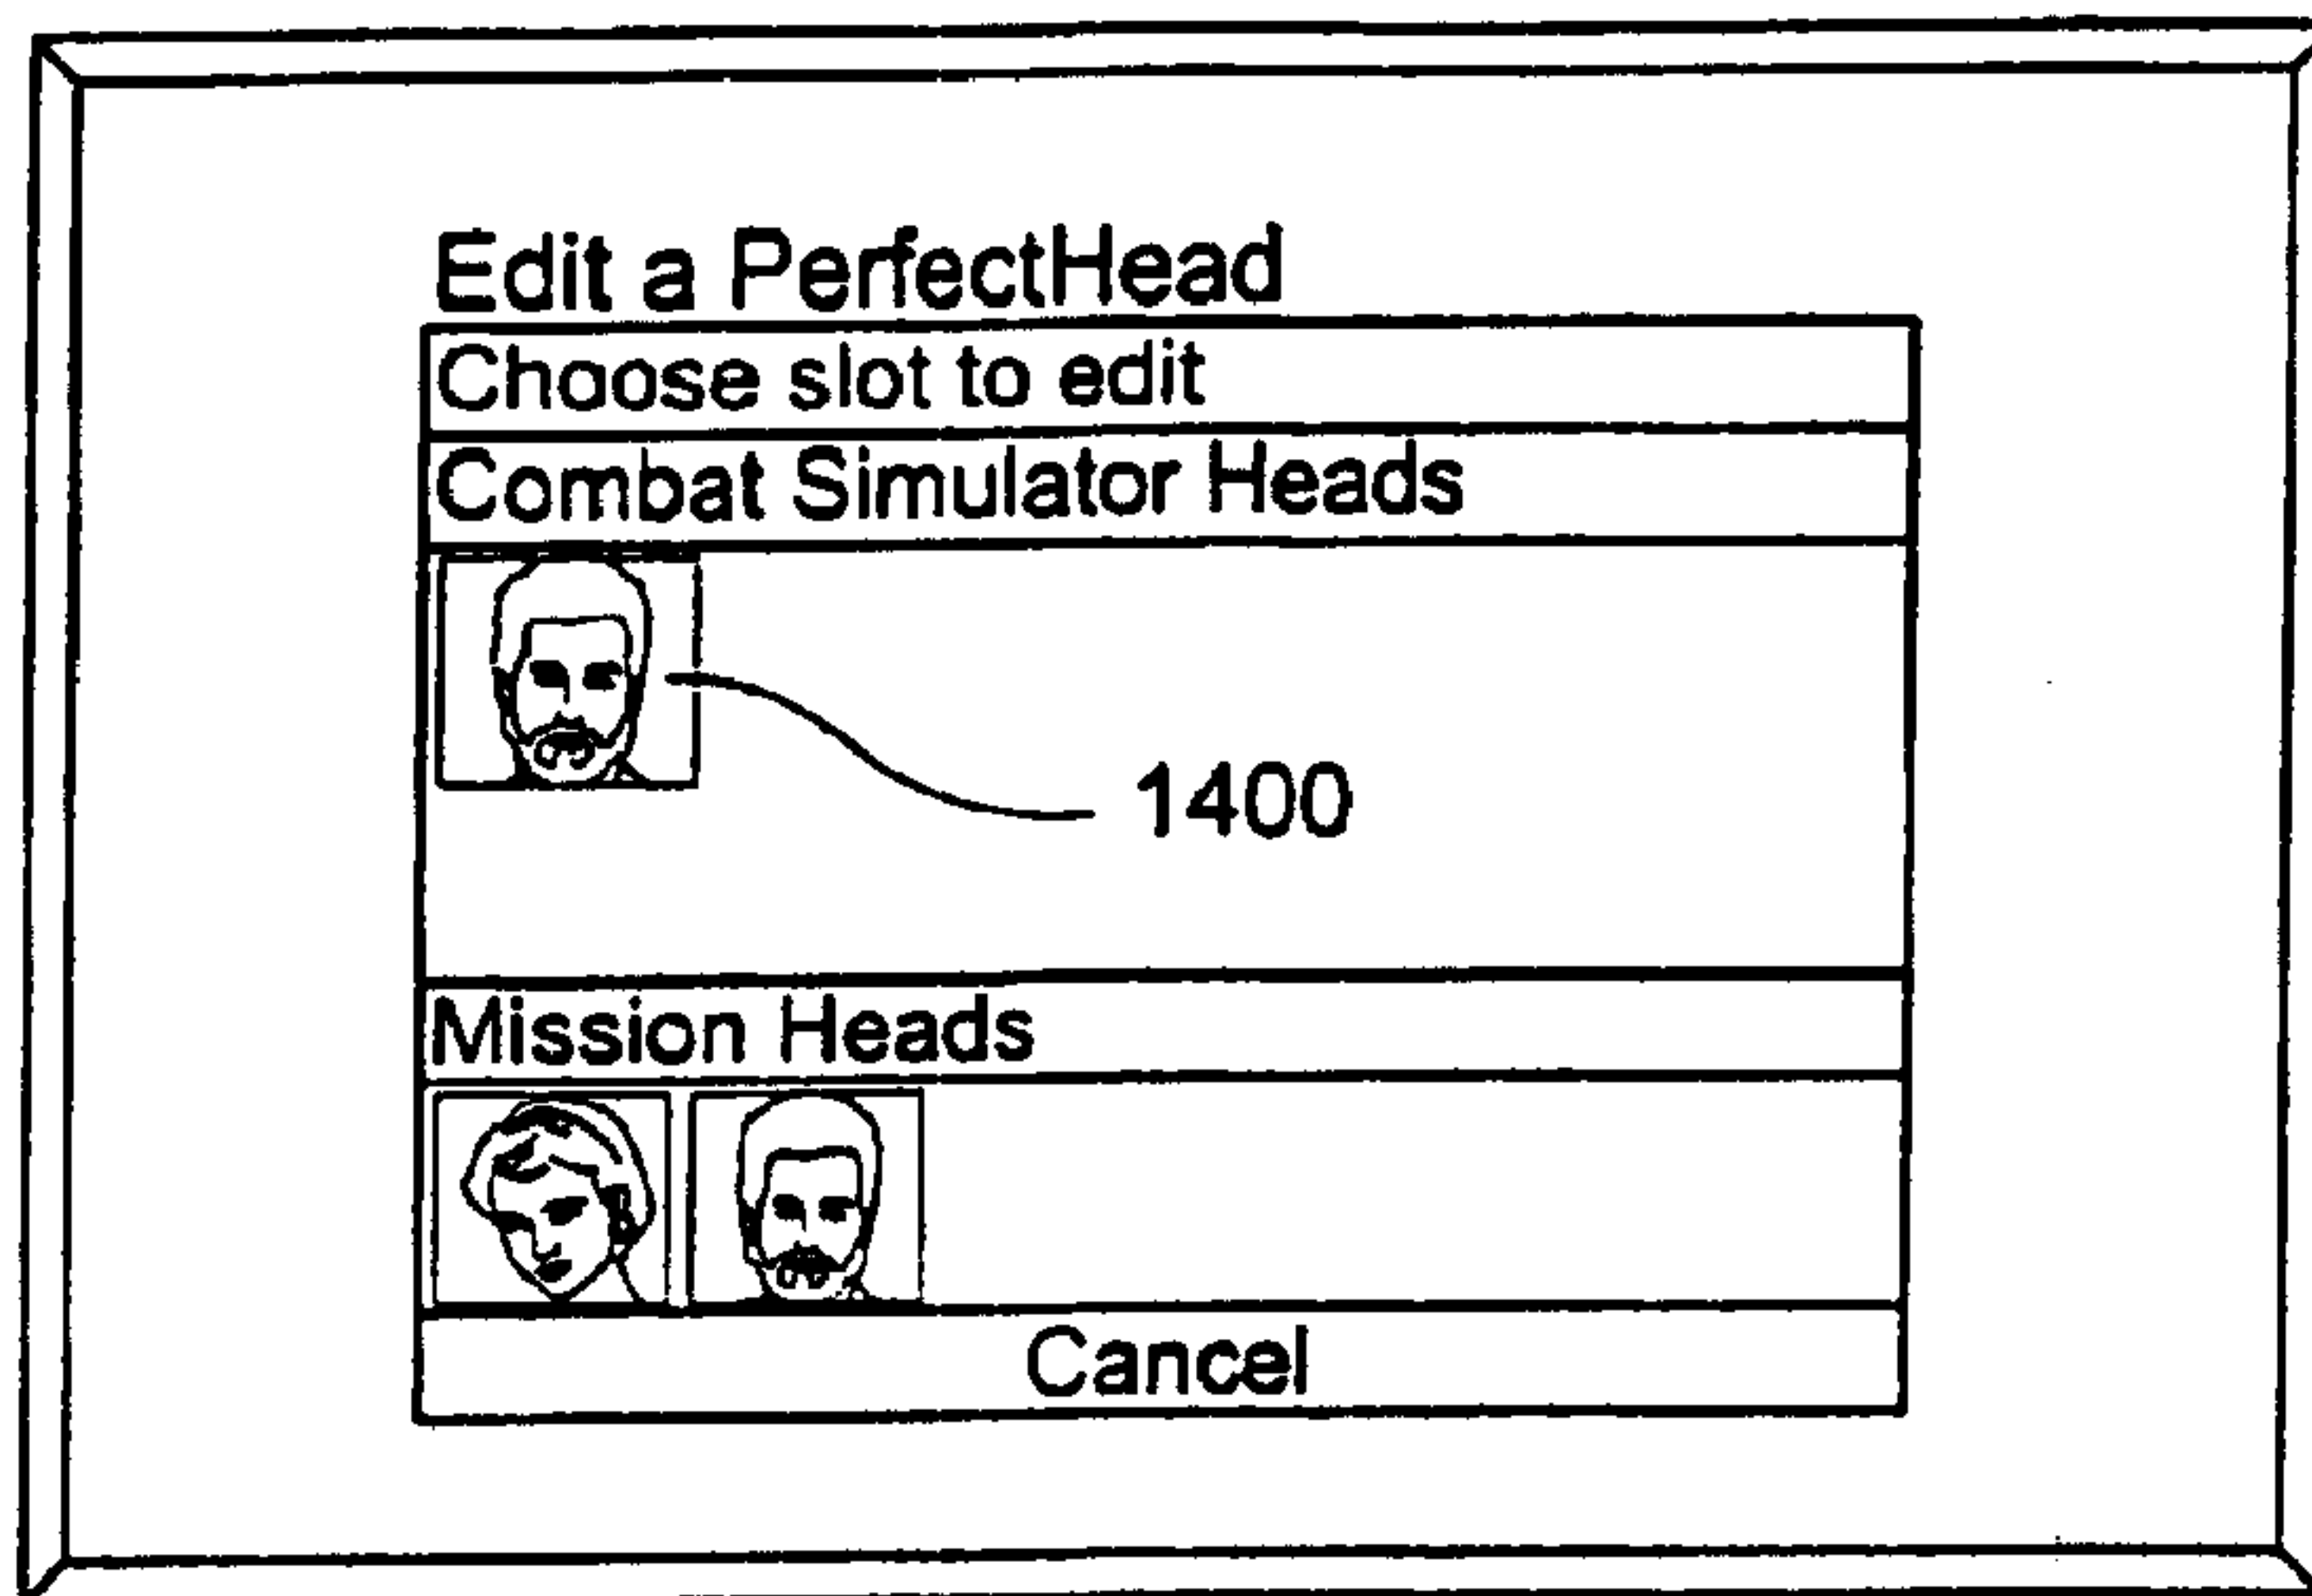 Edit a PerfectHead
Choose slot to edit
Combat Simulator Heads
1400
Mission Heads
Cancel